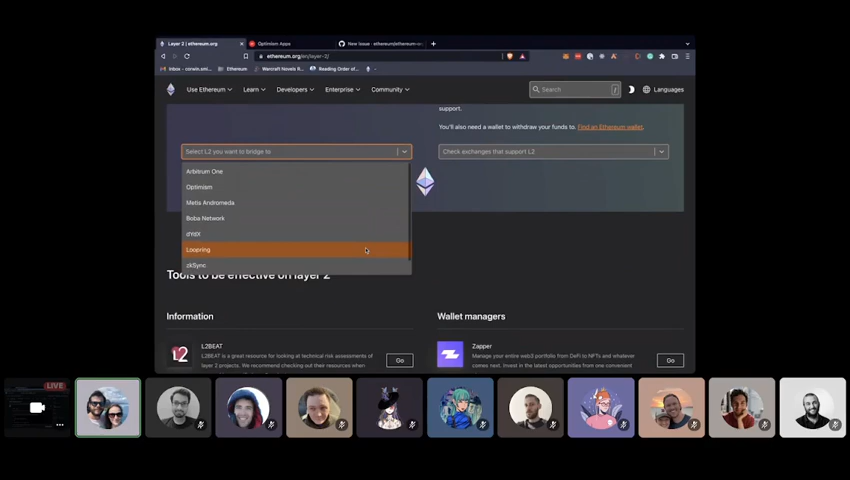 Layer 2 | ethereum.org
Optimism Apps
New Issue · ethereum/ethereum-or
ethereum.org/en/layer-2/
Ethereum
Warcraft Novels R...
Reading Order of ...
Use Ethereum
Learn
Developers
Enterprise
Community
Search
/
Languages
support.
You'll also need a wallet to withdraw your funds to. Find an Ethereum wallet.
Select L2 you want to bridge to
Check exchanges that support L2
Arbitrum One
Optimism
Metis Andromeda
Boba Network
dYdX
Loopring
zkSync
Tools to be effective on layer 2
Information
Wallet managers
L2
L2BEAT
L2BEAT is a great resource for looking at technical risk assessments of
layer 2 projects. We recommend checking out their resources when
Go
Zapper
Manage your entire web3 portfolio from DeFi to NFTs and whatever
comes next. Invest in the latest opportunities from one convenient
Go
LIVE